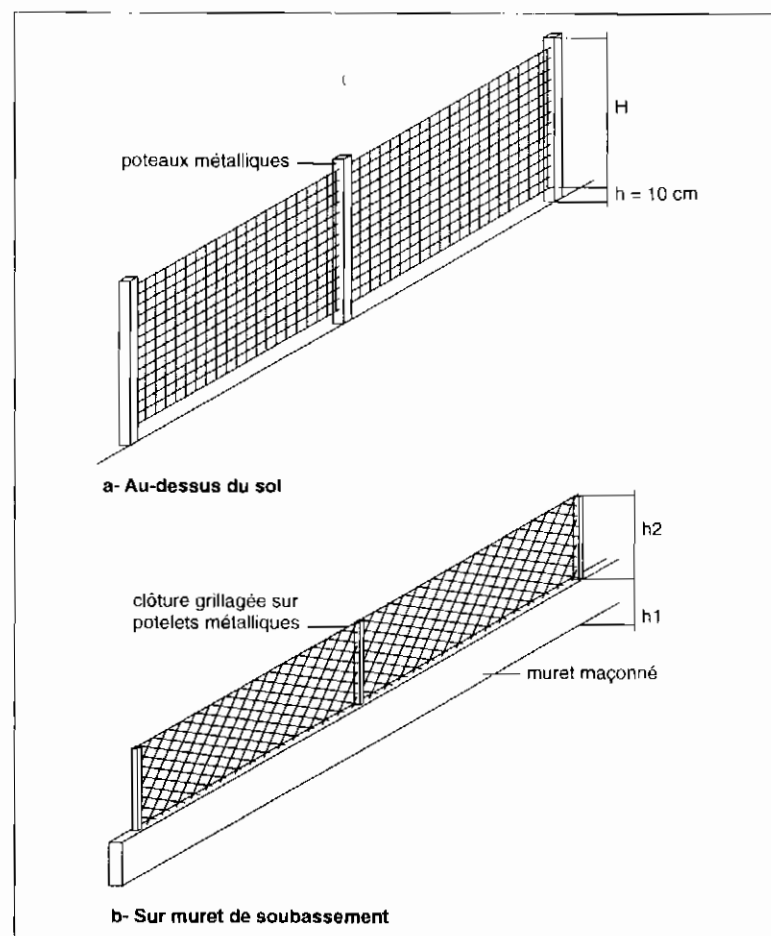 H
poteaux métalliques
h = 10 cm
a- Au-dessus du sol
h2
clôture grillagée sur
potelets métalliques
h1
muret maçonné
b- Sur muret de soubassement